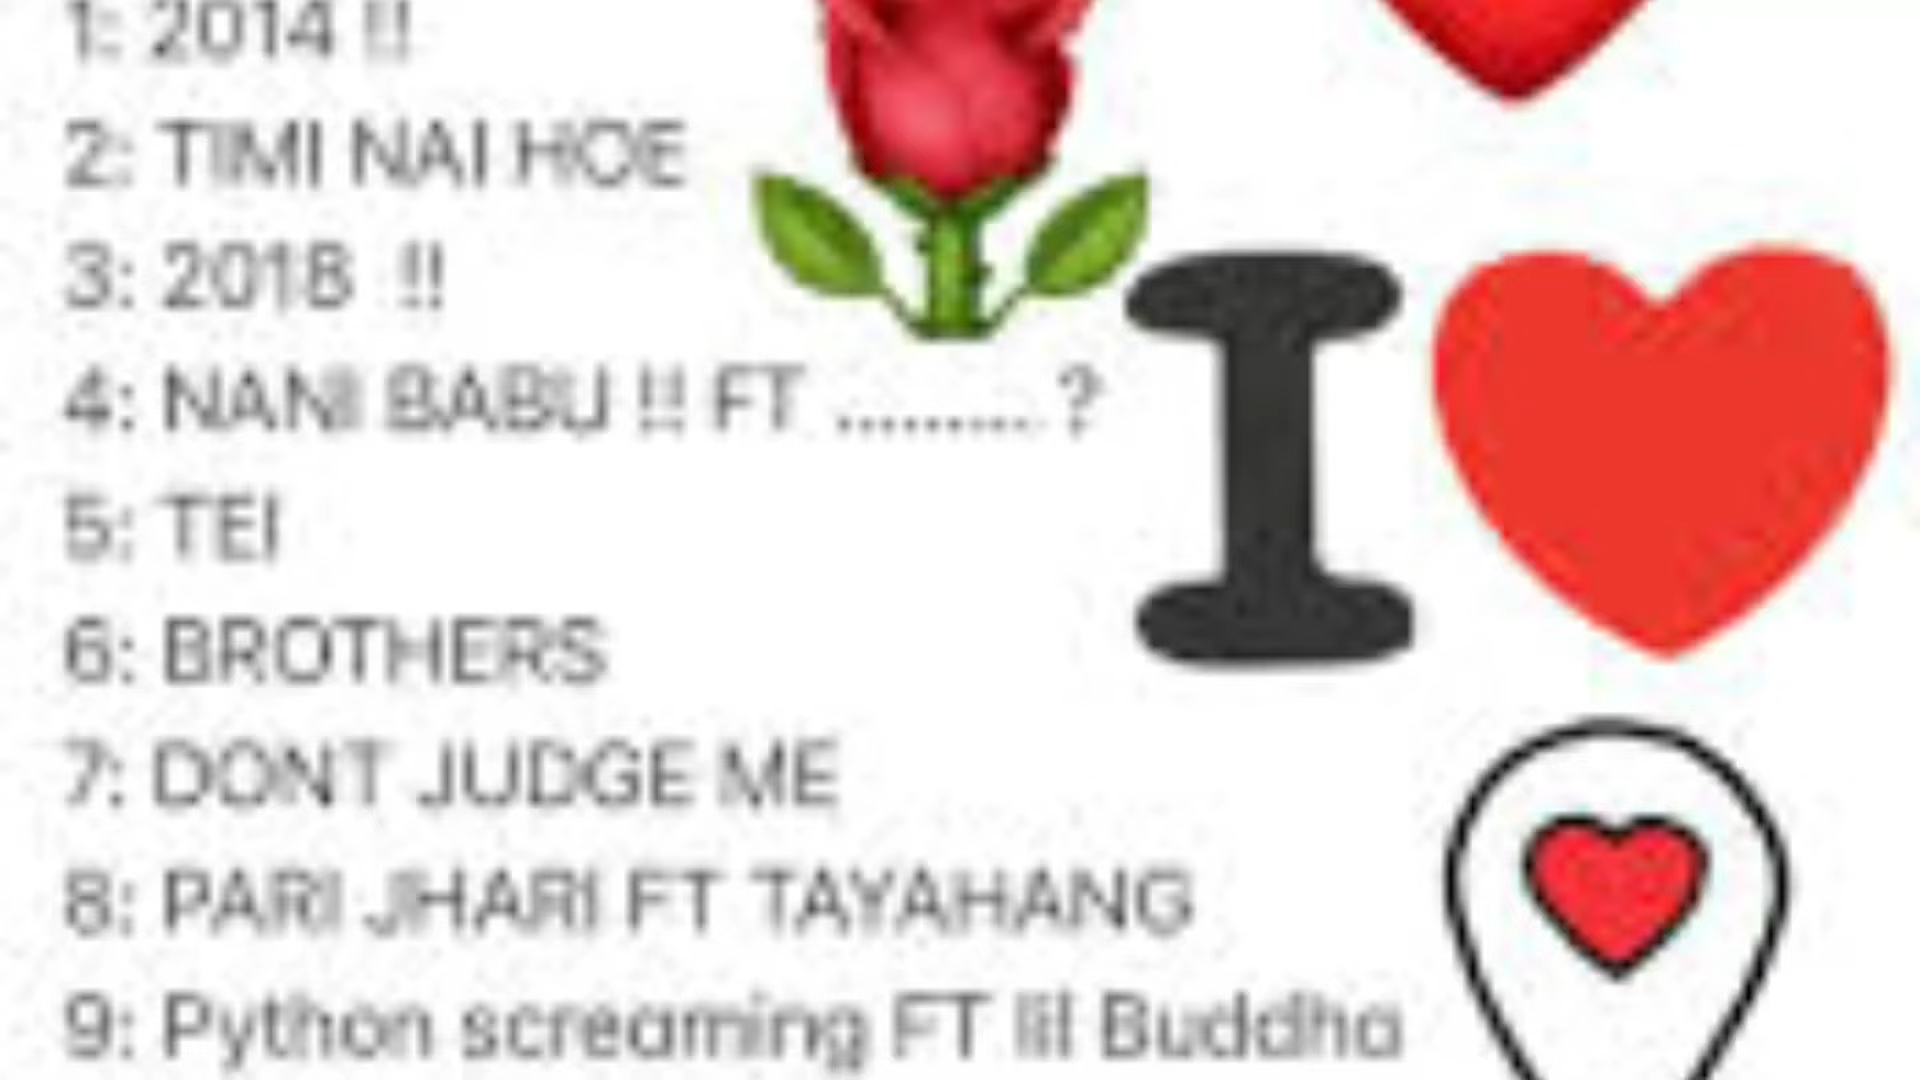 1: 2014 !!
2: TIMI NAI HOE
3: 2018 !!
4: NANI BABU !! FT .......... ?
5: TEI
6: BROTHERS
7: DONT JUDGE ME
8: PARI JHARI FT TAYAHANG
9: Python screaming FT lil Buddha
I